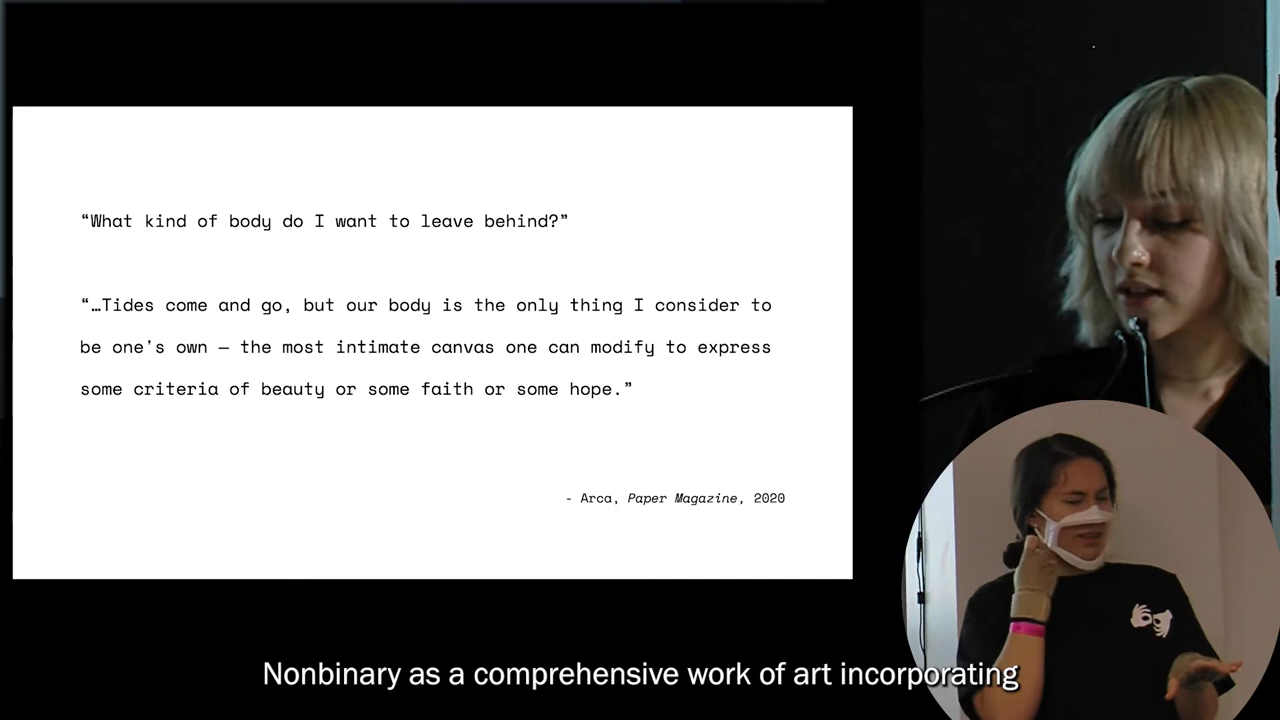 “What kind of body do I want to leave behind?”
“…Tides come and go, but our body is the only thing I consider to
be one's own — the most intimate canvas one can modify to express
some criteria of beauty or some faith or some hope.”
- Arca, Paper Magazine, 2020
Nonbinary as a comprehensive work of art incorporating